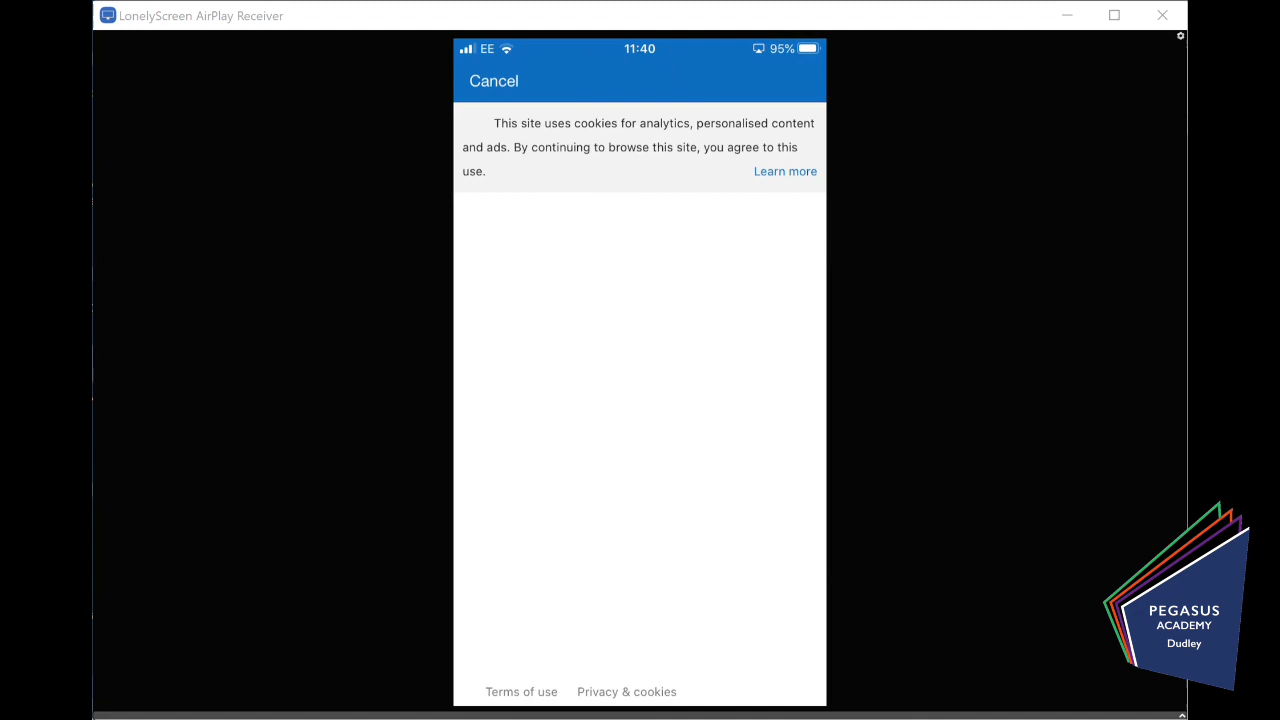 LonelyScreen AirPlay Receiver
EE
11:40
95%
Cancel
This site uses cookies for analytics, personalised content
and ads. By continuing to browse this site, you agree to this
use.
Learn more
Terms of use
Privacy & cookies
PEGASUS
ACADEMY
Dudley